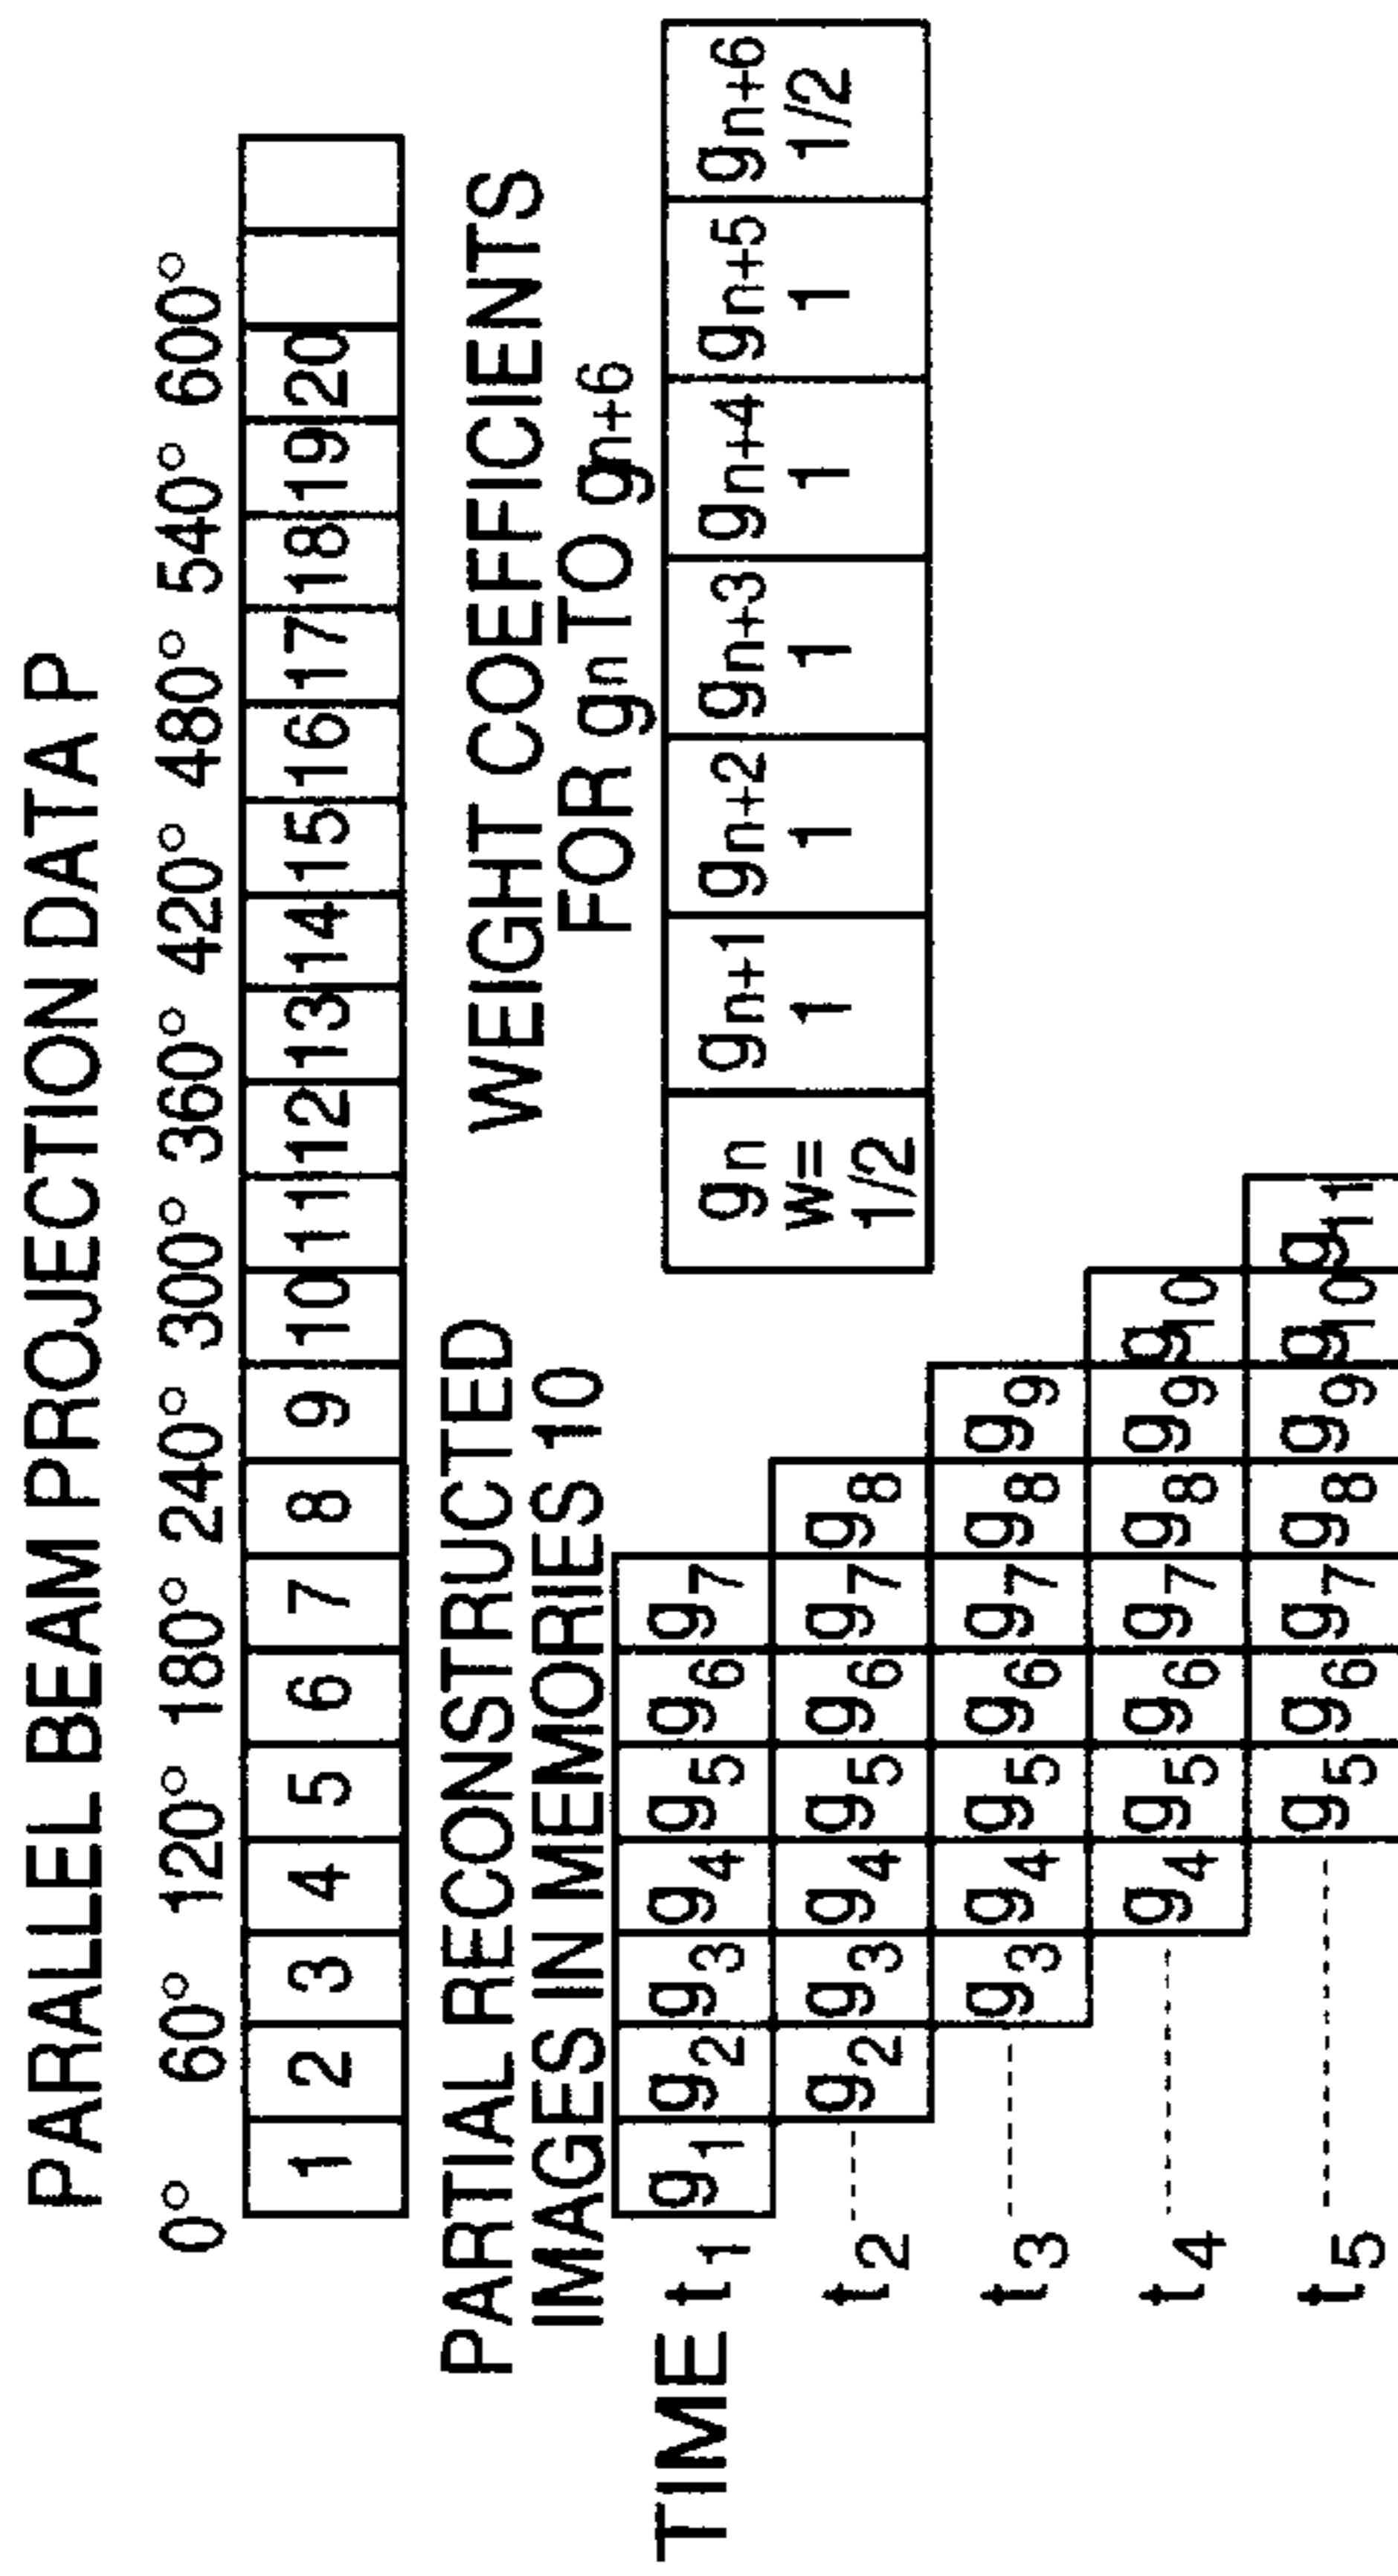 PARALLEL BEAM PROJECTION DATA P
0° 60° 120° 180° 240° 300° 360° 420° 480° 540° 600°
1 2 3 4 5 6 7 8 9 10 11 12 13 14 15 16 17 18 19 20
PARTIAL RECONSTRUCTED
IMAGES IN MEMORIES 10
TIME t1 g1 g2 g3 g4 g5 g6 g7
t2 g2 g3 g4 g5 g6 g7 g8
t3 g3 g4 g5 g6 g7 g8 g9
t4 g4 g5 g6 g7 g8 g9 g10
t5 g5 g6 g7 g8 g9 g10 g11
WEIGHT COEFFICIENTS
FOR gn TO gn+6
gn gn+1 gn+2 gn+3 gn+4 gn+5 gn+6
w= 1 1 1 1 1 1/2
1/2